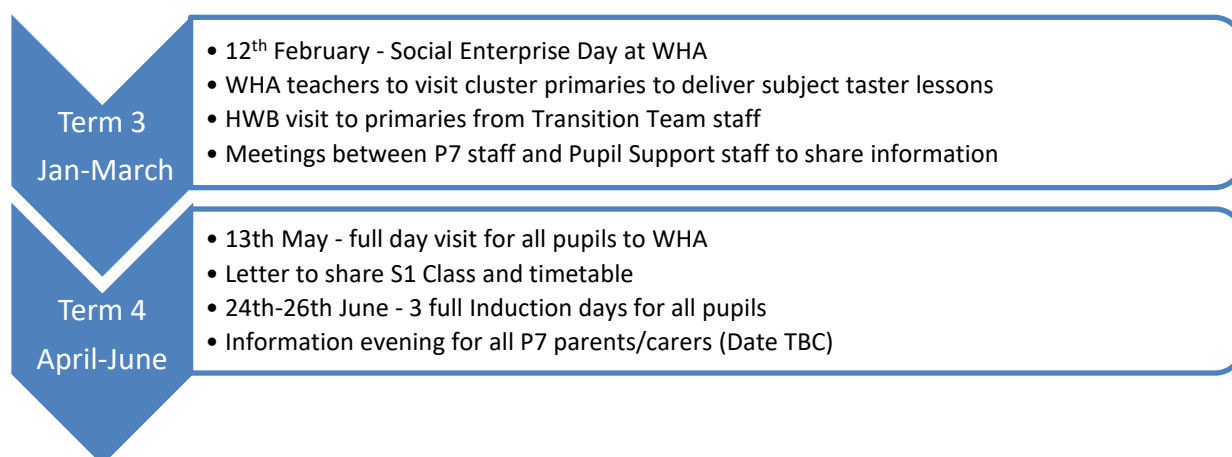 Term 3
Jan-March
• 12th February - Social Enterprise Day at WHA
• WHA teachers to visit cluster primaries to deliver subject taster lessons
• HWB visit to primaries from Transition Team staff
• Meetings between P7 staff and Pupil Support staff to share information
Term 4
April-June
• 13th May - full day visit for all pupils to WHA
• Letter to share S1 Class and timetable
• 24th-26th June - 3 full Induction days for all pupils
• Information evening for all P7 parents/carers (Date TBC)